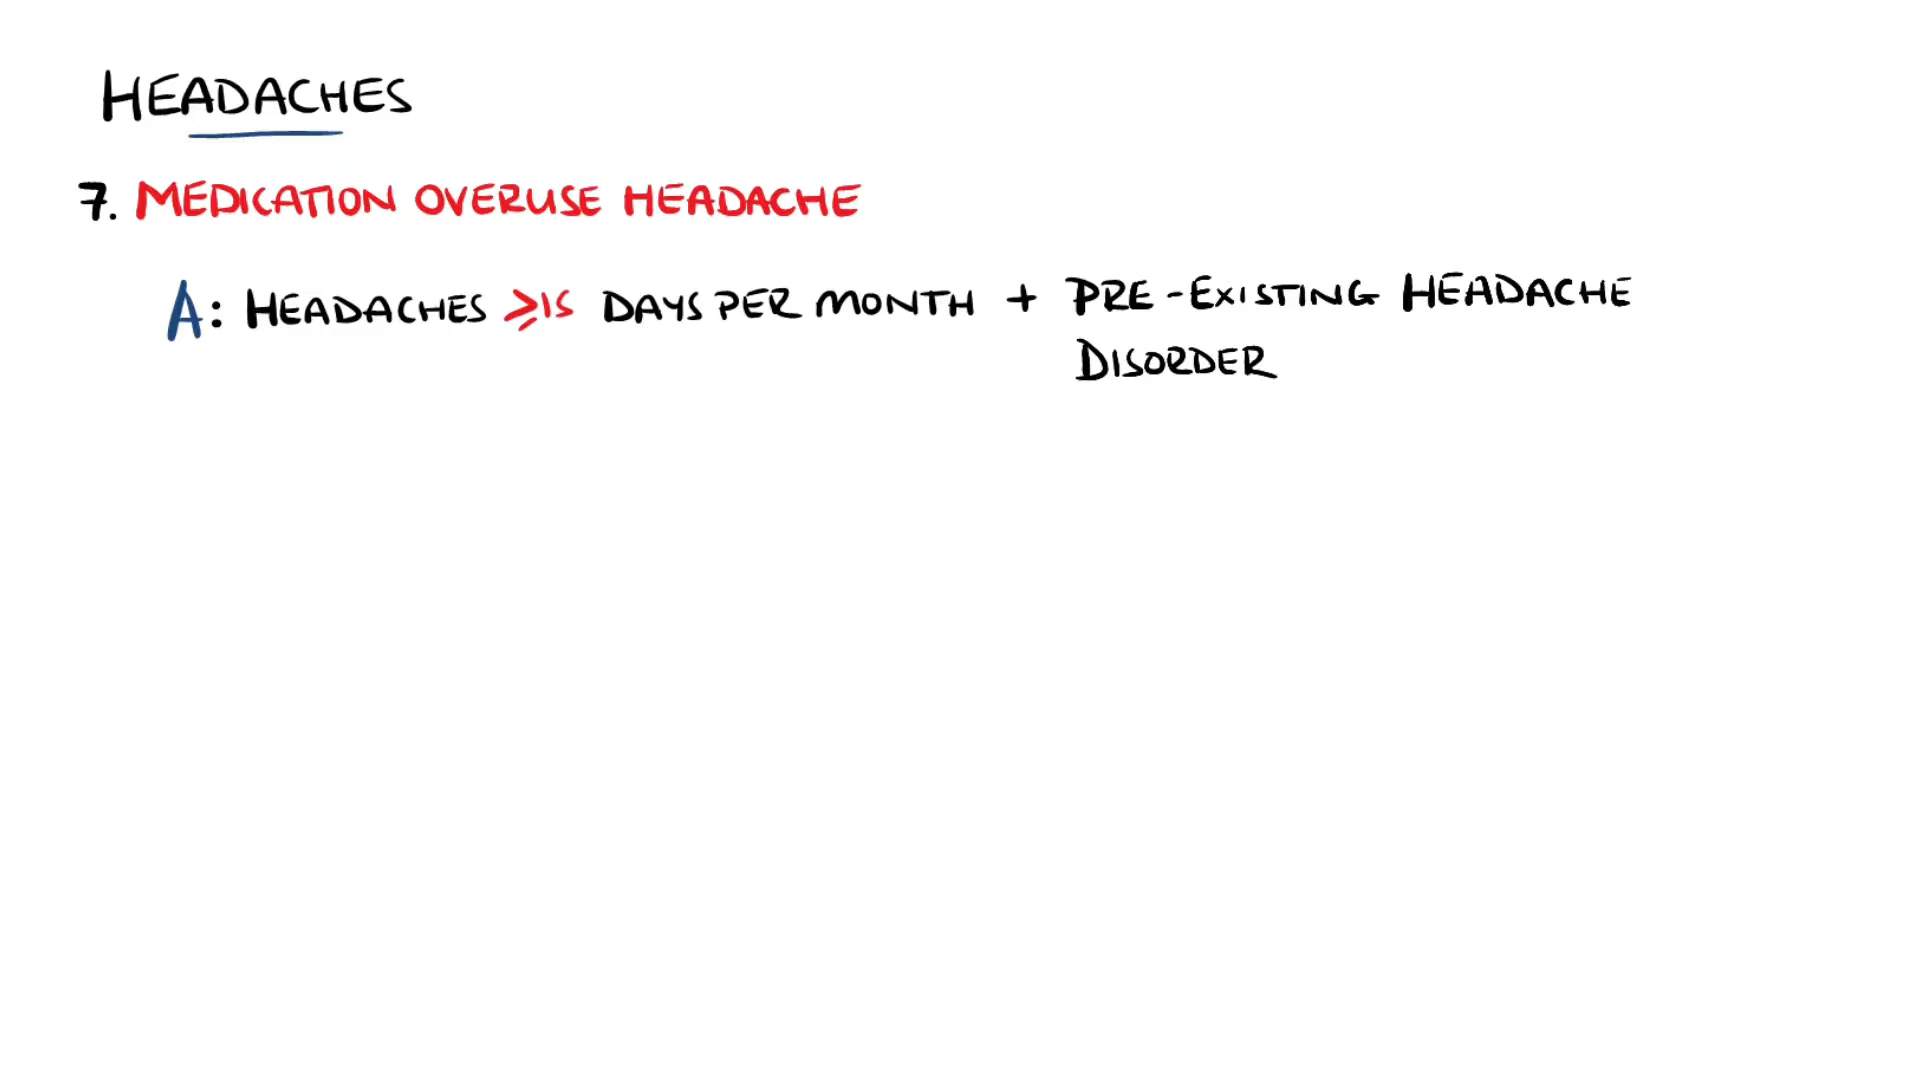 HEADACHES
7. MEDICATION OVERUSE HEADACHE
A: HEADACHES ≥15 DAYS PER MONTH + PRE-EXISTING HEADACHE
DISORDER